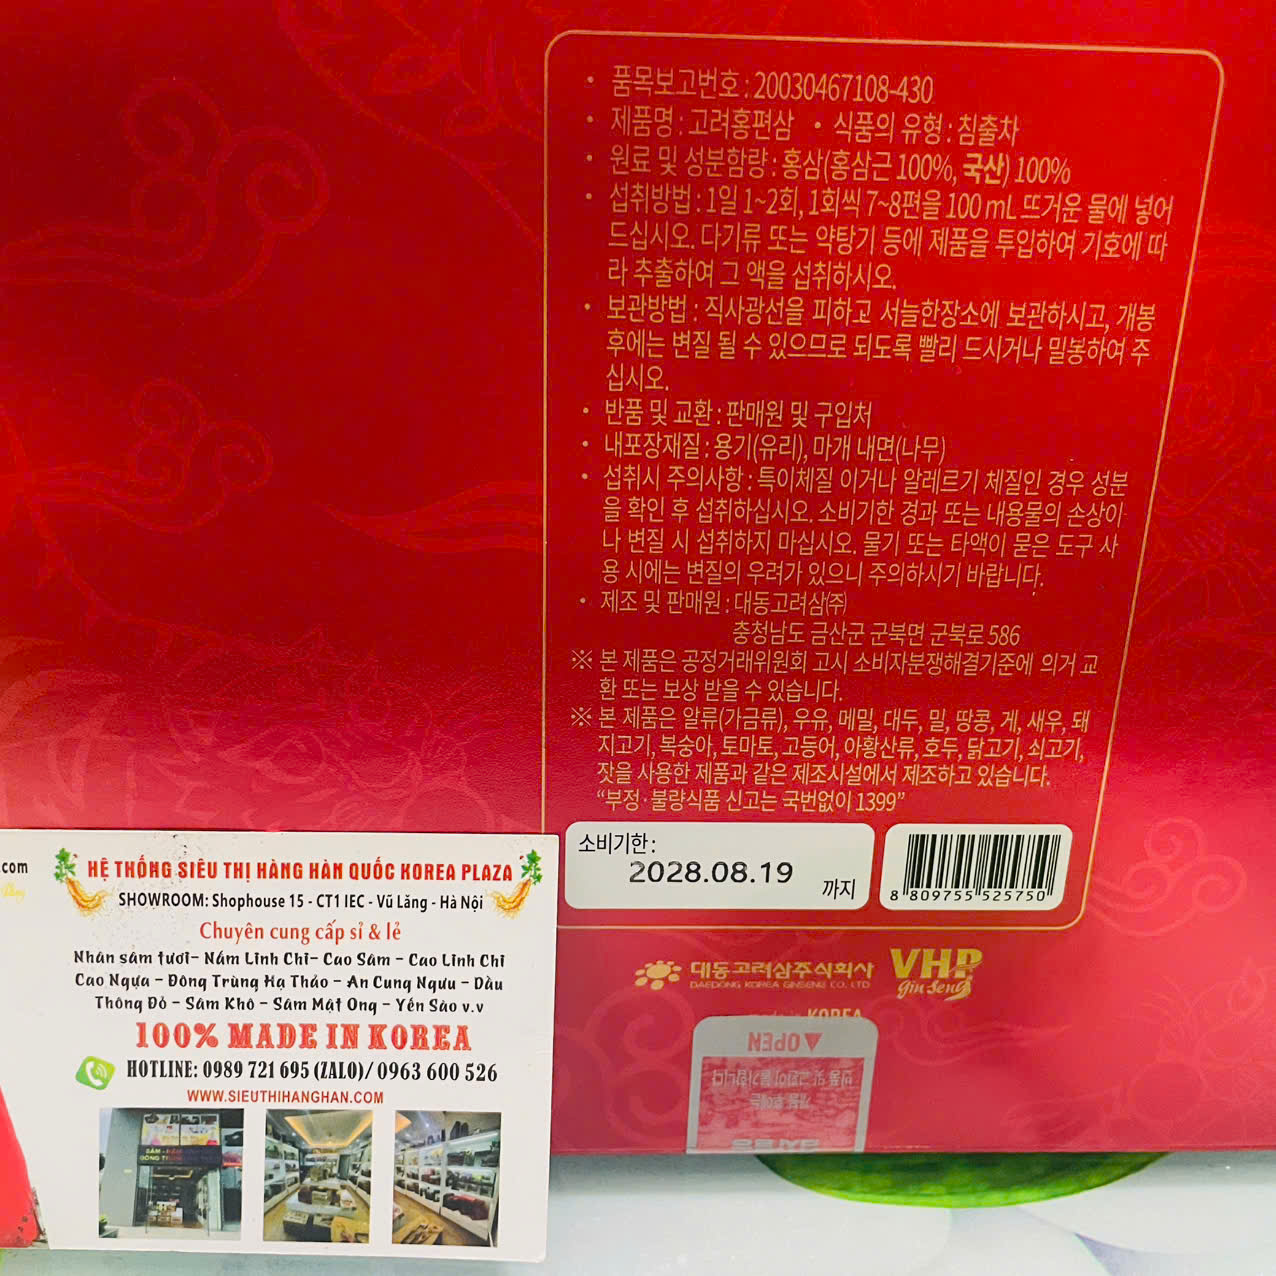 • 품목보고번호 : 20030467108-430
• 제품명 : 고려홍편삼 • 식품의 유형 : 침출차
• 원료 및 성분함량 : 홍삼(홍삼근 100%, 국산) 100%
• 섭취방법 : 1일 1~2회, 1회씩 7~8편을 100 mL 뜨거운 물에 넣어
드십시오. 다기류 또는 약탕기 등에 제품을 투입하여 기호에 따
라 추출하여 그 액을 섭취하시오.
• 보관방법 : 직사광선을 피하고 서늘한장소에 보관하시고, 개봉
후에는 변질 될 수 있으므로 되도록 빨리 드시거나 밀봉하여 주
십시오.
• 반품 및 교환 : 판매원 및 구입처
• 내포장재질 : 용기(유리), 마개 내면(나무)
• 섭취시 주의사항 : 특이체질 이거나 알레르기 체질인 경우 성분
을 확인 후 섭취하십시오. 소비기한 경과 또는 내용물의 손상이
나 변질 시 섭취하지 마십시오. 물기 또는 타액이 묻은 도구 사
용 시에는 변질의 우려가 있으니 주의하시기 바랍니다.
• 제조 및 판매원 : 대동고려삼(주)
충청남도 금산군 군북면 군북로 586
※ 본 제품은 공정거래위원회 고시 소비자분쟁해결기준에 의거 교
환 또는 보상 받을 수 있습니다.
※ 본 제품은 알류(가금류), 우유, 메밀, 대두, 밀, 땅콩, 게, 새우, 돼
지고기, 복숭아, 토마토, 고등어, 아황산류, 호두, 닭고기, 쇠고기,
잣을 사용한 제품과 같은 제조시설에서 제조하고 있습니다.
"부정 · 불량식품 신고는 국번없이 1399"
소비기한 :
2028.08.19 까지
8 809755 525750
대동고려삼주식회사
DAEDONG KOREA GINSENG CO. LTD
VHP
Gin Seng
KOREA
▲ OPEN
개봉 후에는
반품 및 교환이 불가합니다
.com
HỆ THỐNG SIÊU THỊ HÀNG HÀN QUỐC KOREA PLAZA
SHOWROOM: Shophouse 15 - CT1 IEC - Vũ Lăng - Hà Nội
Chuyên cung cấp sỉ & lẻ
Nhân sâm tươi- Nấm Linh Chi- Cao Sâm - Cao Linh Chi
Cao Ngựa - Đông Trùng Hạ Thảo - An Cung Ngưu - Dầu
Thông Đỏ - Sâm Khô - Sâm Mật Ong - Yến Sào v.v
100% MADE IN KOREA
HOTLINE: 0989 721 695 (ZALO)/ 0963 600 526
WWW.SIEUTHIHANGHAN.COM